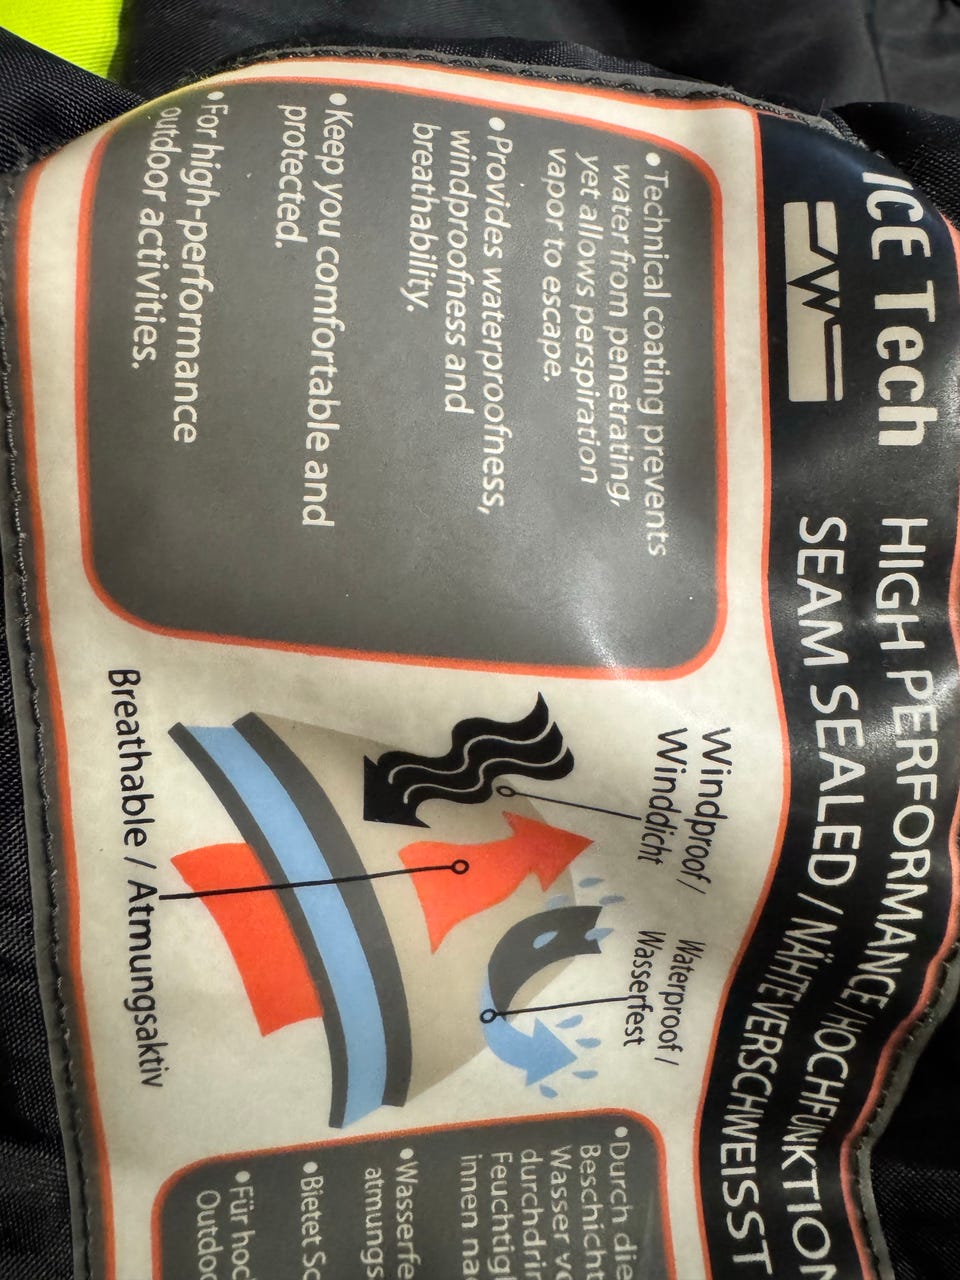 ICE Tech
HIGH PERFORMANCE/HOCHFUNKTION
SEAM SEALED / NÄHTE VERSCHWEISST
•Technical coating prevents
water from penetrating,
yet allows perspiration
vapor to escape.
•Provides waterproofness,
windproofness and
breathability.
•Keep you comfortable and
protected.
•For high-performance
outdoor activities.
Windproof /
Winddicht
Waterproof /
Wasserfest
Breathable / Atmungsaktiv
•Durch die
Beschicht
Wasser vo
durchdrin
Feuchtigl
innen na
•Wasserfe
atmungs
•Bietet Sc
•Für hoc
Outdoo